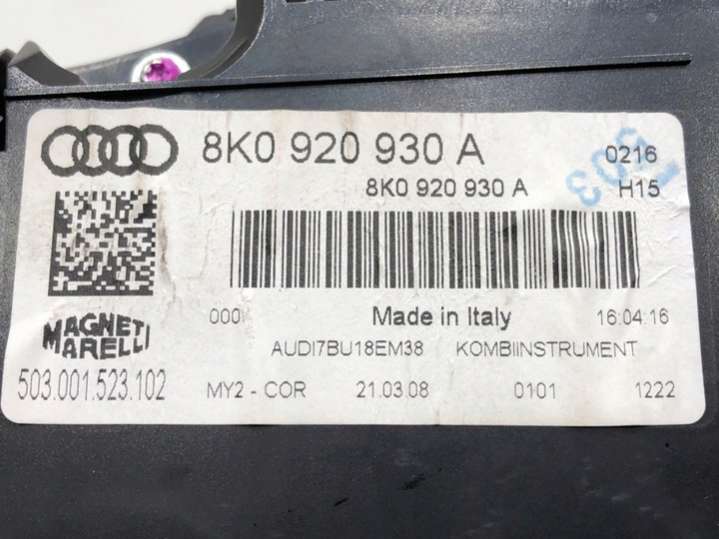 8K0 920 930 A 0216
8K0 920 930 A H15
000 Made in Italy 16:04:16
MAGNETI MARELLI
AUDI7BU18EM38 KOMBIINSTRUMENT
503.001.523.102 MY2 - COR 21.03.08 0101 1222